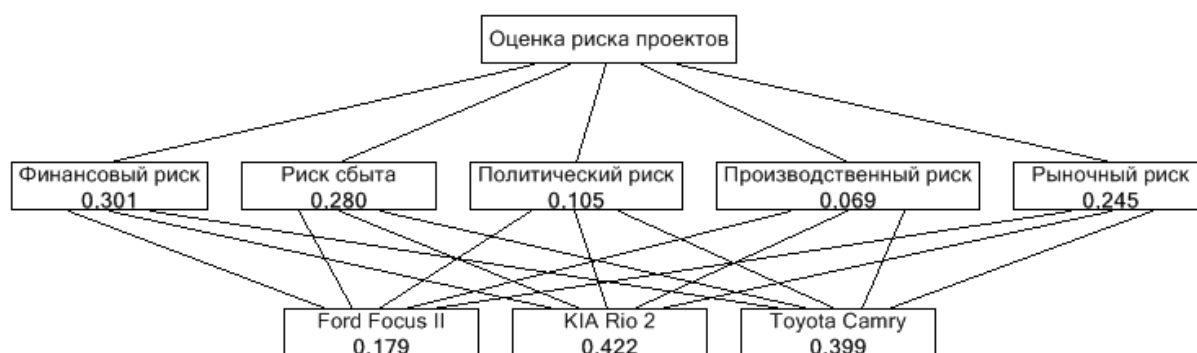 Оценка риска проектов
Финансовый риск
0.301
Риск сбыта
0.280
Политический риск
0.105
Производственный риск
0.069
Рыночный риск
0.245
Ford Focus II
0.179
KIA Rio 2
0.422
Toyota Camry
0.399